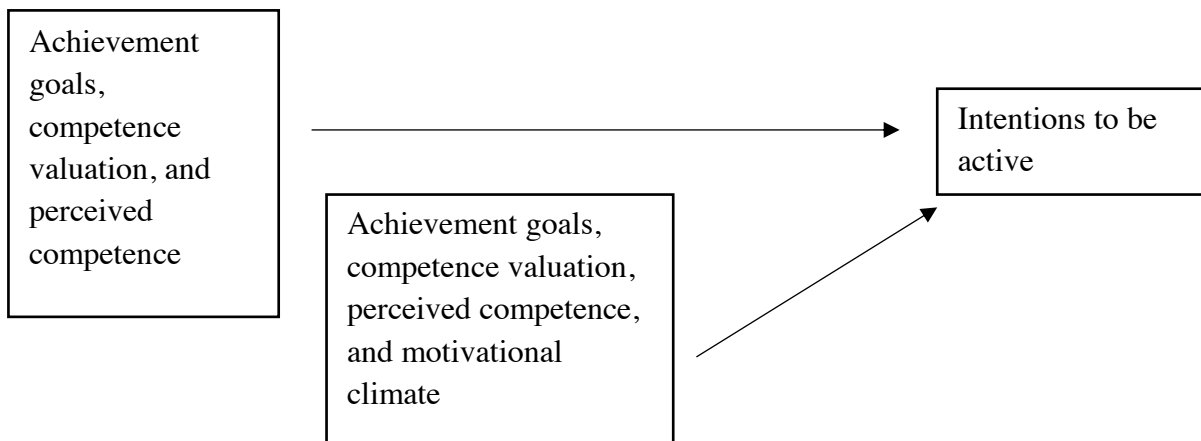 Achievement
goals,
competence
valuation, and
perceived
competence
Achievement goals,
competence valuation,
perceived competence,
and motivational
climate
Intentions to be
active